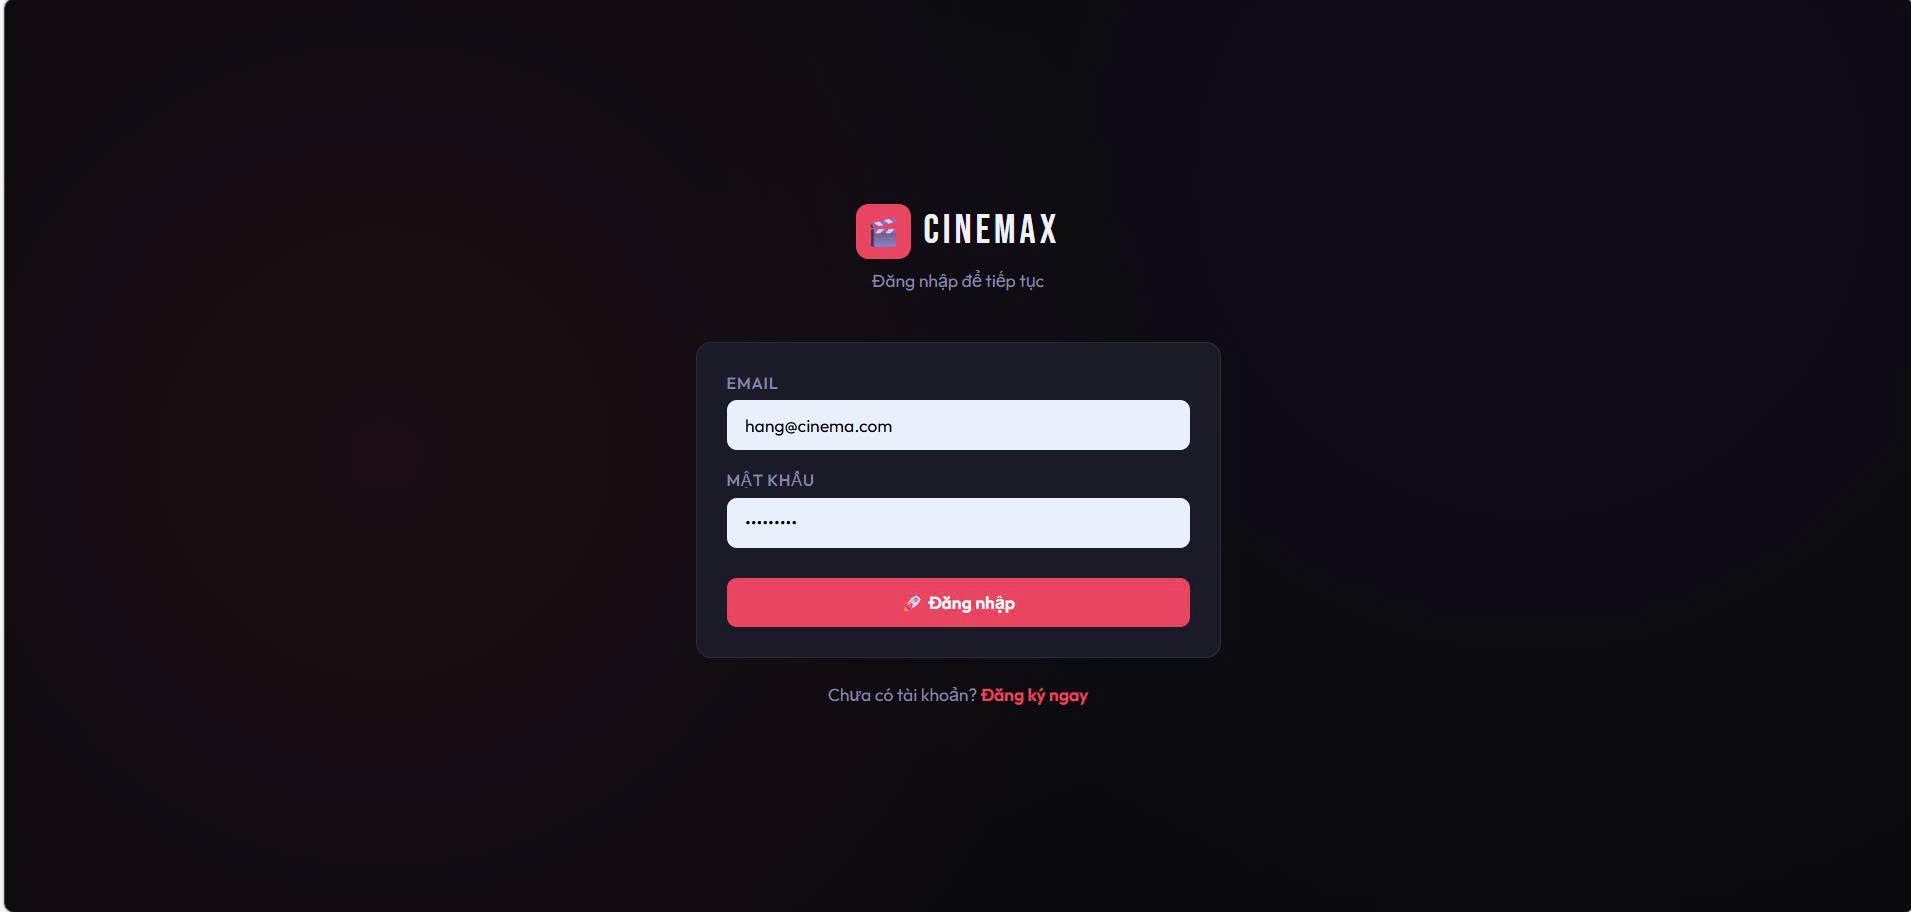 CINEMAX
Đăng nhập để tiếp tục
EMAIL
hang@cinema.com
MẬT KHẨU
•••••••••
Đăng nhập
Chưa có tài khoản? Đăng ký ngay